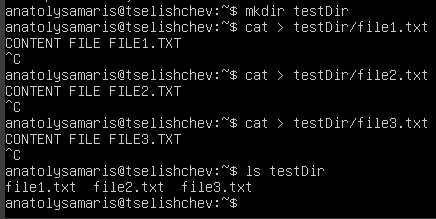 anatolysamaris@tselishchev:~$ mkdir testDir
anatolysamaris@tselishchev:~$ cat > testDir/file1.txt
CONTENT FILE FILE1.TXT
^C
anatolysamaris@tselishchev:~$ cat > testDir/file2.txt
CONTENT FILE FILE2.TXT
^C
anatolysamaris@tselishchev:~$ cat > testDir/file3.txt
CONTENT FILE FILE3.TXT
^C
anatolysamaris@tselishchev:~$ ls testDir
file1.txt  file2.txt  file3.txt
anatolysamaris@tselishchev:~$